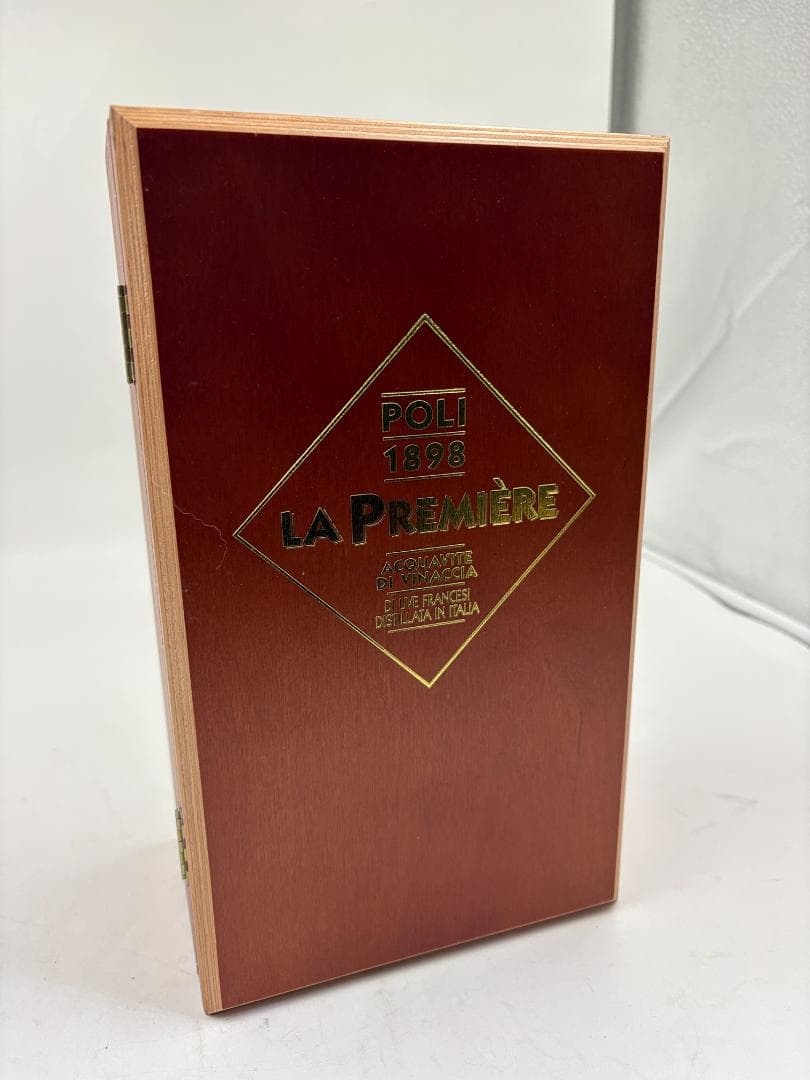 POLI
1898
LA PREMIÈRE
ACQUAVITE
DI VINACCIA
DI UVE FRANCESI
DISTILLATA IN ITALIA